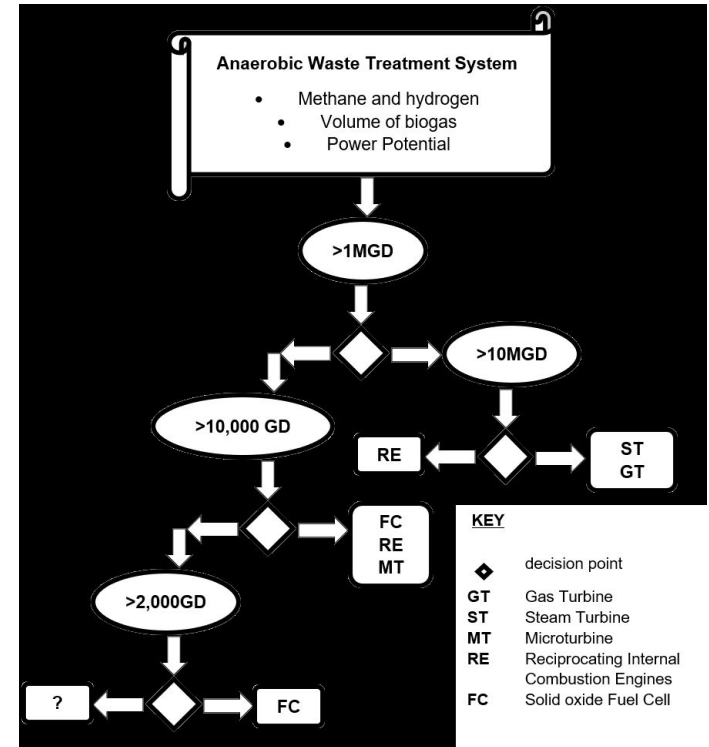 Anaerobic Waste Treatment System
• Methane and hydrogen
• Volume of biogas
• Power Potential
>1MGD
>10MGD
>10,000 GD
RE
ST
GT
FC
RE
MT
>2,000GD
?
FC
KEY
decision point
GT Gas Turbine
ST Steam Turbine
MT Microturbine
RE Reciprocating Internal
Combustion Engines
FC Solid oxide Fuel Cell